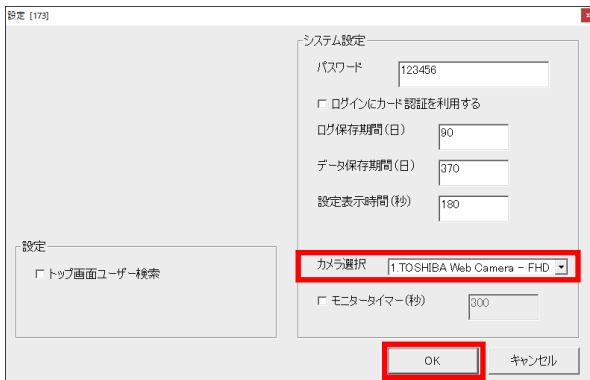 設定 [173]
システム設定
パスワード 123456
ログインにカード認証を利用する
ログ保存期間(日) 90
データ保存期間(日) 370
設定表示時間(秒) 180
設定
トップ画面ユーザー検索
カメラ選択 1.TOSHIBA Web Camera - FHD
モニタータイマー(秒) 300
OK キャンセル